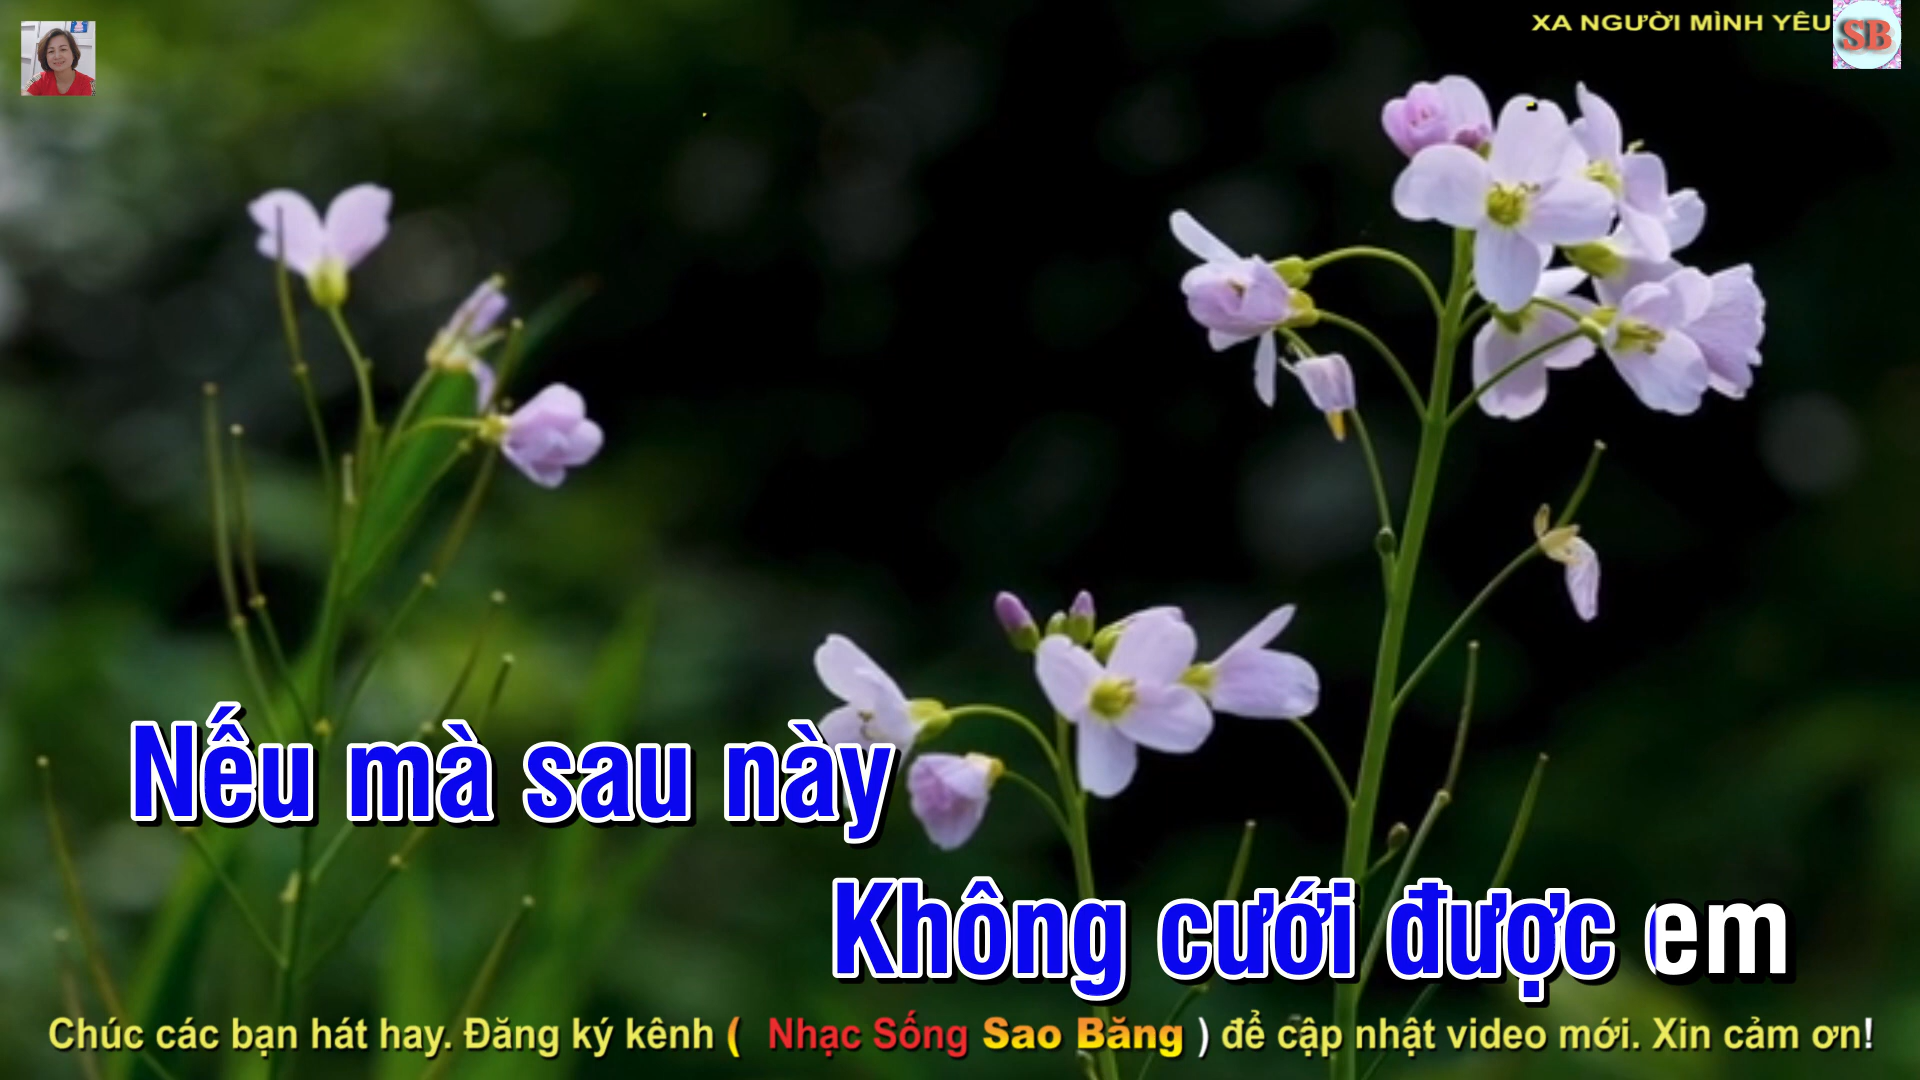 XA NGƯỜI MÌNH YÊU
SB
Nếu mà sau này
Không cưới được em
Chúc các bạn hát hay. Đăng ký kênh ( Nhạc Sống Sao Băng ) để cập nhật video mới. Xin cảm ơn!